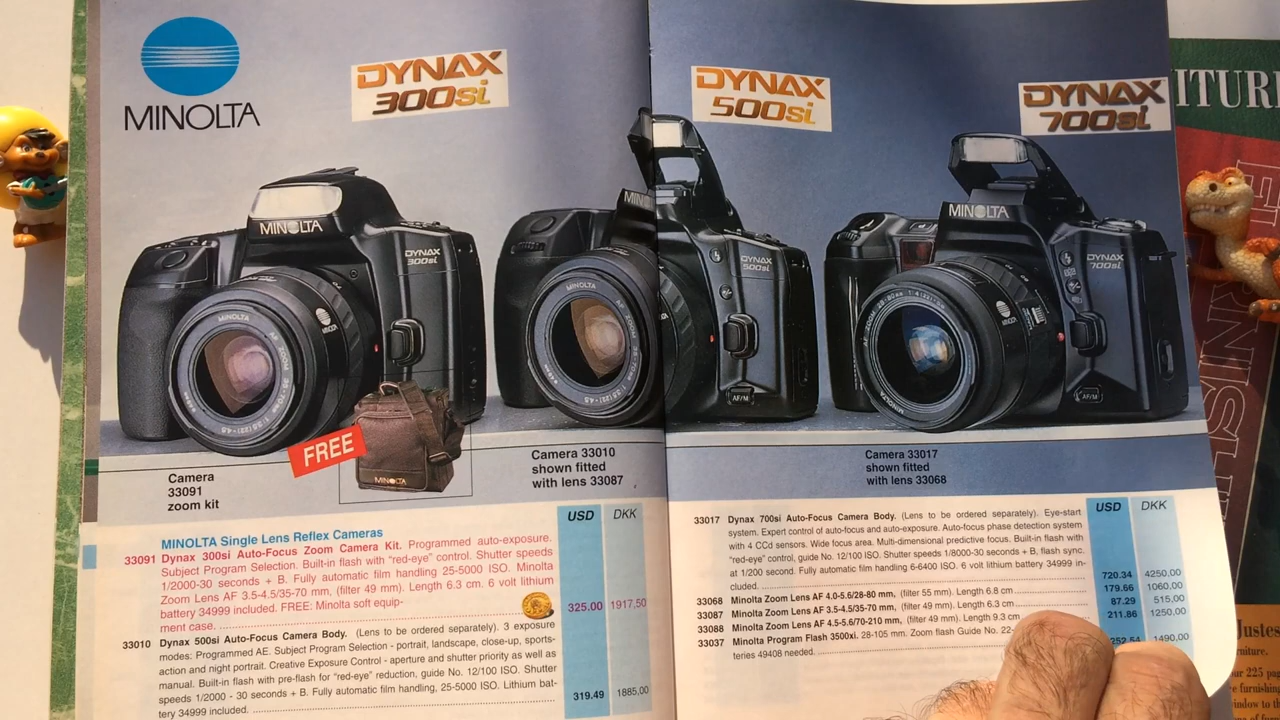 MINOLTA
DYNAX
300si
DYNAX
500si
DYNAX
700si
MINOLTA
DYNAX
300si
MINOLTA
AF ZOOM 35-70
FREE
MINOLTA
Camera
33091
zoom kit
MIN
DYNAX
500si
MINOLTA
AF/M
Camera 33010
shown fitted
with lens 33087
MINOLTA
DYNAX
700si
MINOLTA
AF/M
Camera 33017
shown fitted
with lens 33068
USD DKK
MINOLTA Single Lens Reflex Cameras
33091 Dynax 300si Auto-Focus Zoom Camera Kit. Programmed auto-exposure.
Subject Program Selection. Built-in flash with "red-eye" control. Shutter speeds
1/2000-30 seconds + B. Fully automatic film handling 25-5000 ISO. Minolta
Zoom Lens AF 3.5-4.5/35-70 mm, (filter 49 mm). Length 6.3 cm. 6 volt lithium
battery 34999 included. FREE: Minolta soft equip-
ment case. 325.00 1917,50
33010 Dynax 500si Auto-Focus Camera Body. (Lens to be ordered separately). 3 exposure
modes: Programmed AE. Subject Program Selection - portrait, landscape, close-up, sports-
action and night portrait. Creative Exposure Control - aperture and shutter priority as well as
manual. Built-in flash with pre-flash for "red-eye" reduction, guide No. 12/100 ISO. Shutter
speeds 1/2000 - 30 seconds + B. Fully automatic film handling, 25-5000 ISO. Lithium bat-
tery 34999 included. 319.49 1885,00
USD DKK
33017 Dynax 700si Auto-Focus Camera Body. (Lens to be ordered separately). Eye-start
system. Expert control of auto-focus and auto-exposure. Auto-focus phase detection system
with 4 CCd sensors. Wide focus area. Multi-dimensional predictive focus. Built-in flash with
"red-eye" control, guide No. 12/100 ISO. Shutter speeds 1/8000-30 seconds + B, flash sync.
at 1/200 second. Fully automatic film handling 6-6400 ISO. 6 volt lithium battery 34999 in-
cluded. 720.34 4250,00
33068 Minolta Zoom Lens AF 4.0-5.6/28-80 mm, (filter 55 mm). Length 6.8 cm 179.66 1060,00
33087 Minolta Zoom Lens AF 3.5-4.5/35-70 mm, (filter 49 mm). Length 6.3 cm 87.29 515,00
33088 Minolta Zoom Lens AF 4.5-5.6/70-210 mm, (filter 49 mm). Length 9.3 cm 211.86 1250,00
33037 Minolta Program Flash 3500xi. 28-105 mm. Zoom flash Guide No. 22-
teries 49408 needed. 252.54 1490,00
ITURE
Justes
rniture.
225 pag
furnishing